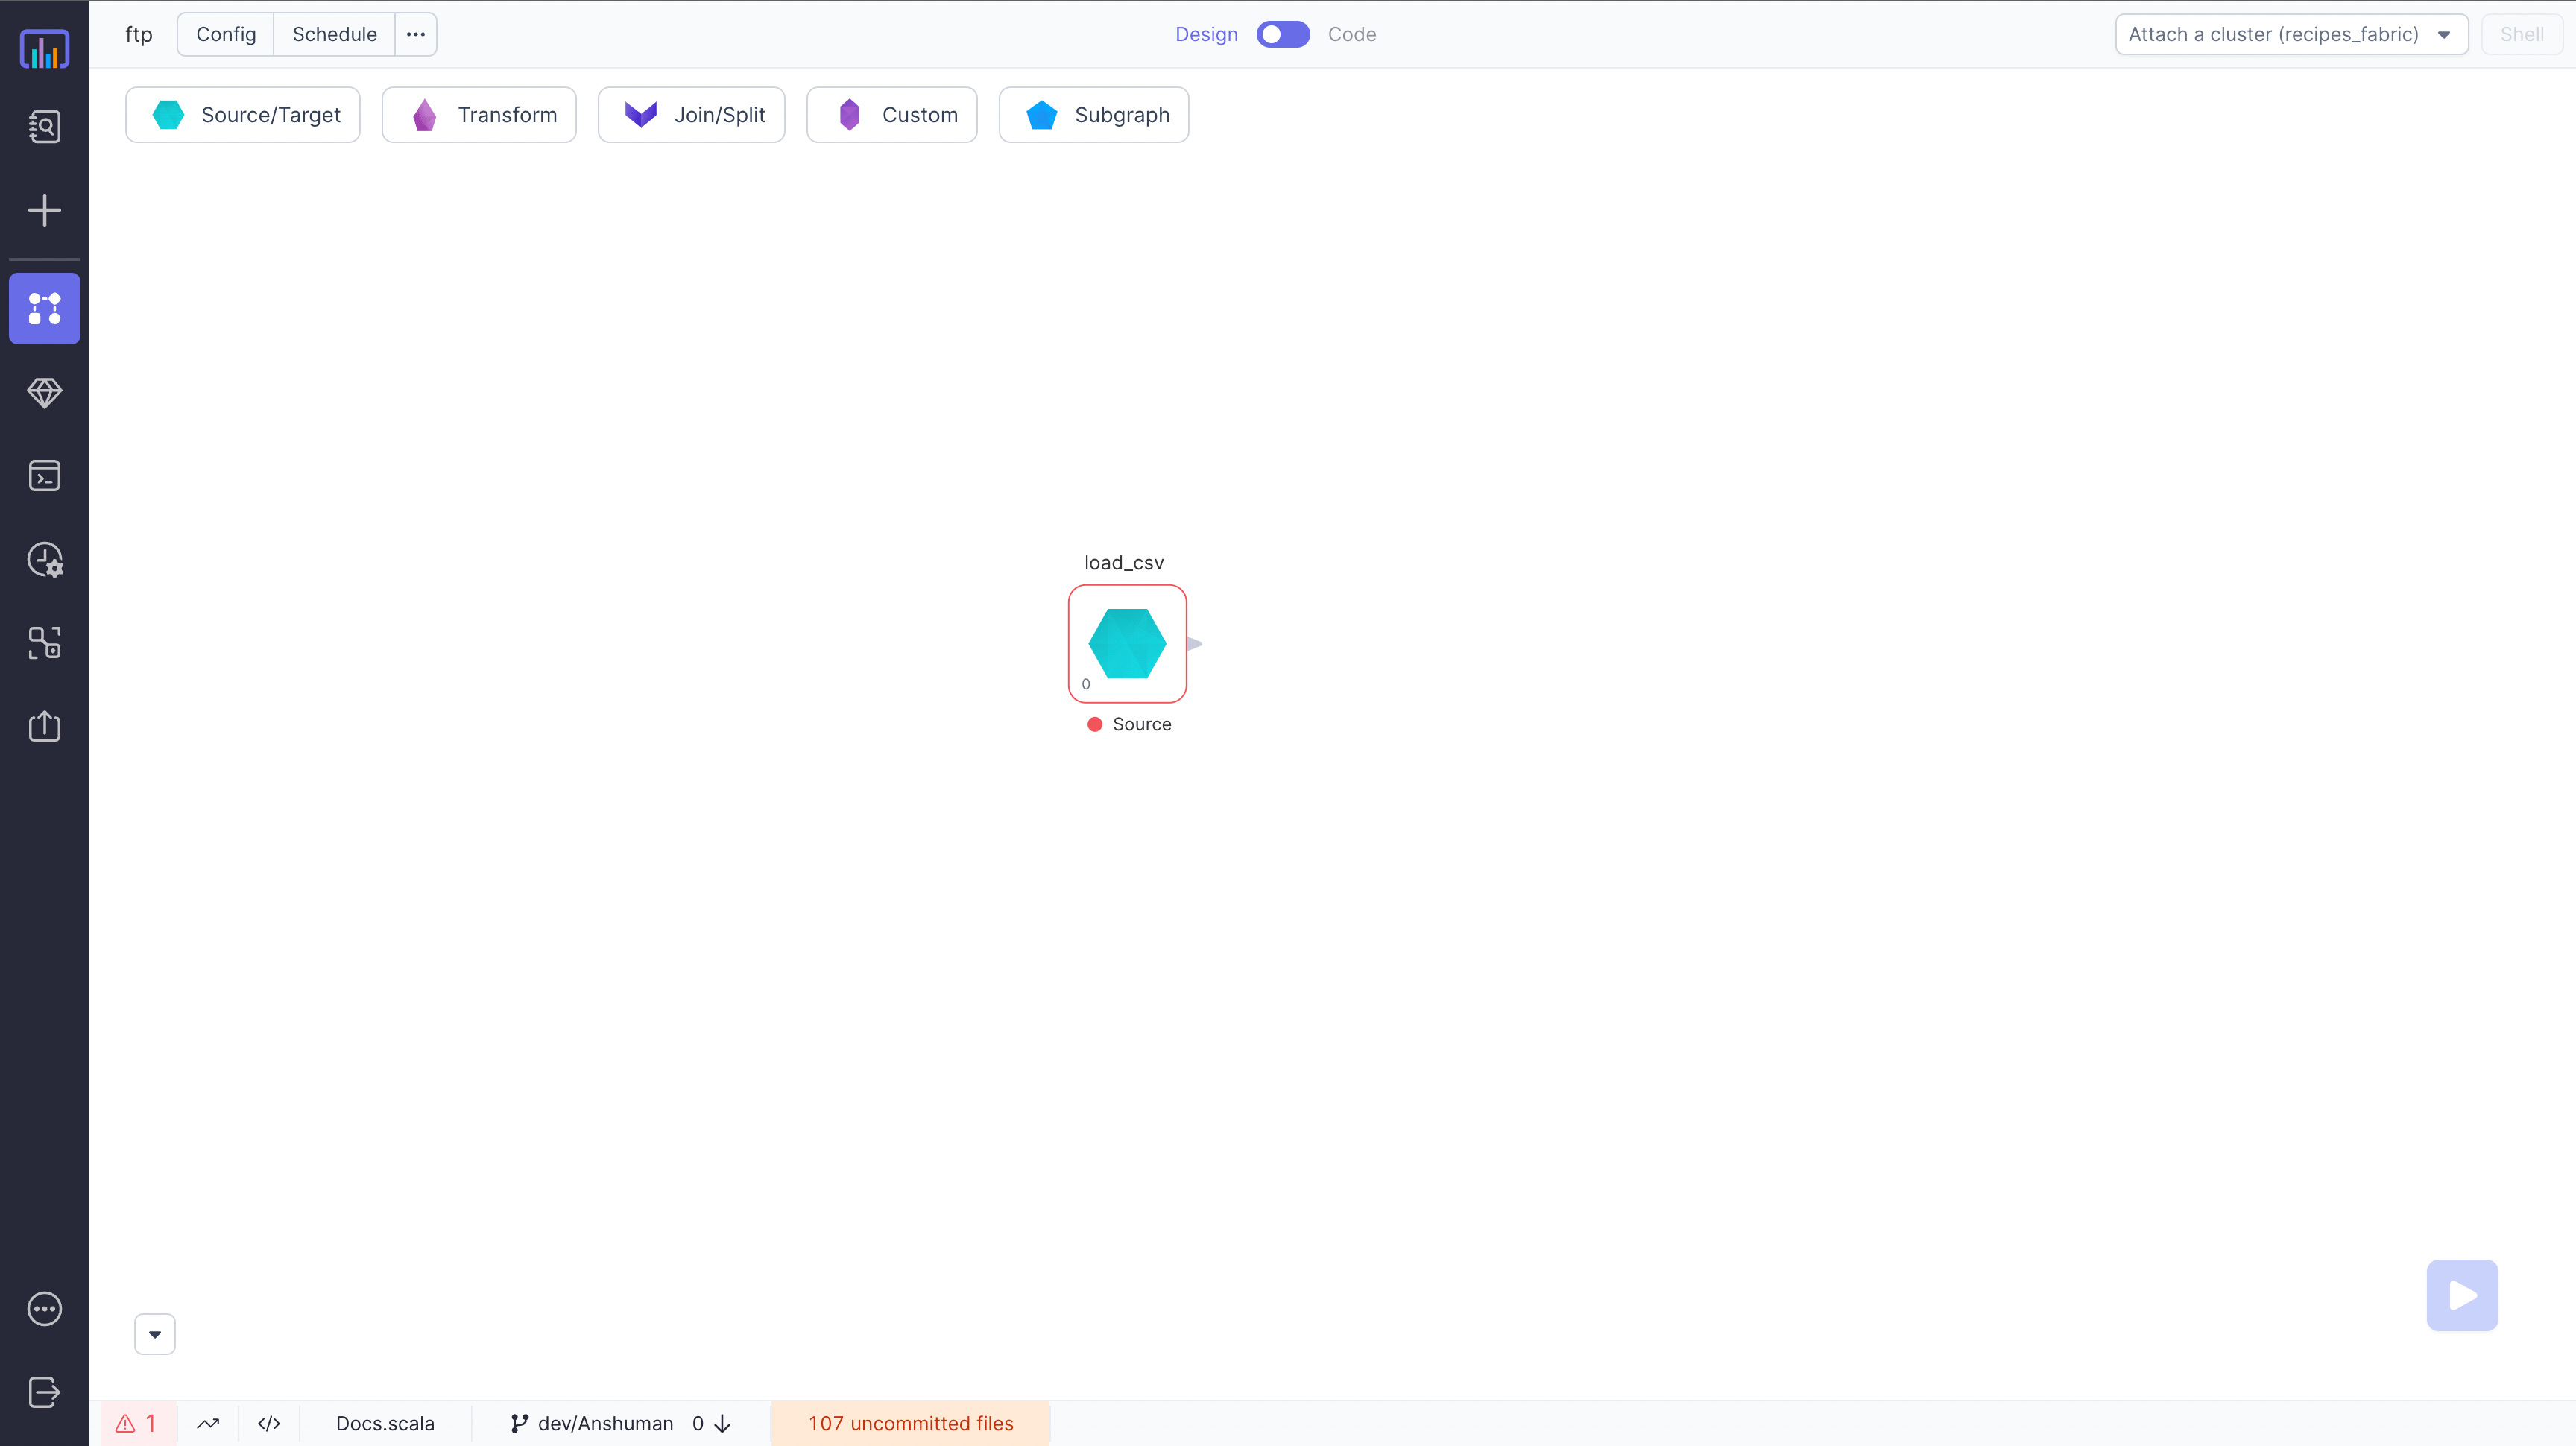 ftp
Config
Schedule
Design
Code
Attach a cluster (recipes_fabric)
Shell
Source/Target
Transform
Join/Split
Custom
Subgraph
load_csv
0
Source
1
</>
Docs.scala
dev/Anshuman
0
107 uncommitted files